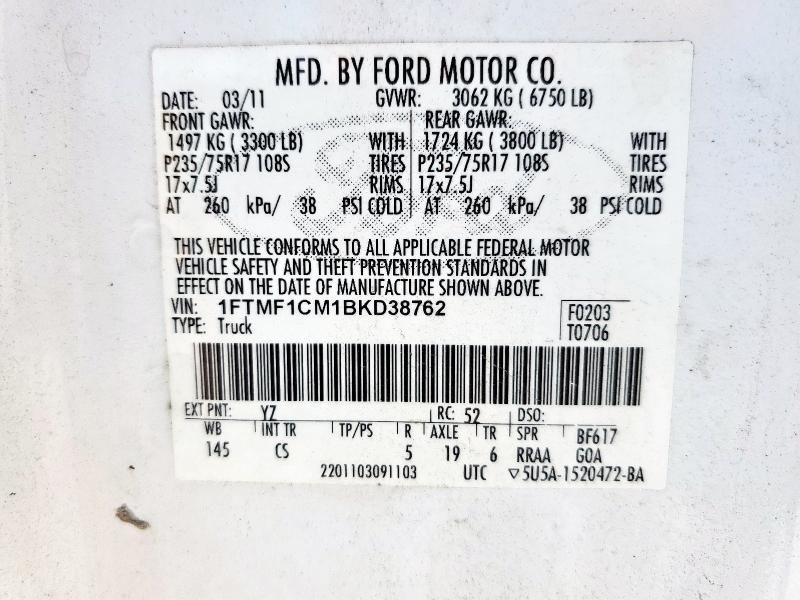 MFD. BY FORD MOTOR CO.
DATE: 03/11 GVWR: 3062 KG ( 6750 LB)
FRONT GAWR: REAR GAWR:
1497 KG ( 3300 LB) WITH 1724 KG ( 3800 LB) WITH
P235/75R17 108S TIRES P235/75R17 108S TIRES
17x7.5J RIMS 17x7.5J RIMS
AT 260 kPa/ 38 PSI COLD AT 260 kPa/ 38 PSI COLD
THIS VEHICLE CONFORMS TO ALL APPLICABLE FEDERAL MOTOR
VEHICLE SAFETY AND THEFT PREVENTION STANDARDS IN
EFFECT ON THE DATE OF MANUFACTURE SHOWN ABOVE.
VIN: 1FTMF1CM1BKD38762 F0203
TYPE: Truck T0706
EXT PNT: YZ RC: 52 DSO:
WB INT TR TP/PS R AXLE TR SPR BF617
145 CS 5 19 6 RRAA GOA
2201103091103 UTC ▽5U5A-1520472-BA